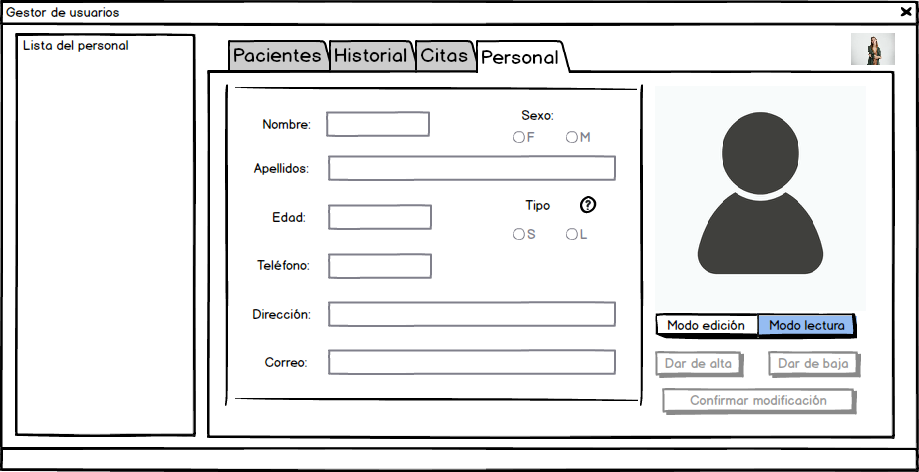 Gestor de usuarios
Lista del personal
Pacientes Historial Citas Personal
Nombre:
Sexo:
F M
Apellidos:
Edad:
Tipo ?
S L
Teléfono:
Dirección:
Correo:
Modo edición Modo lectura
Dar de alta Dar de baja
Confirmar modificación